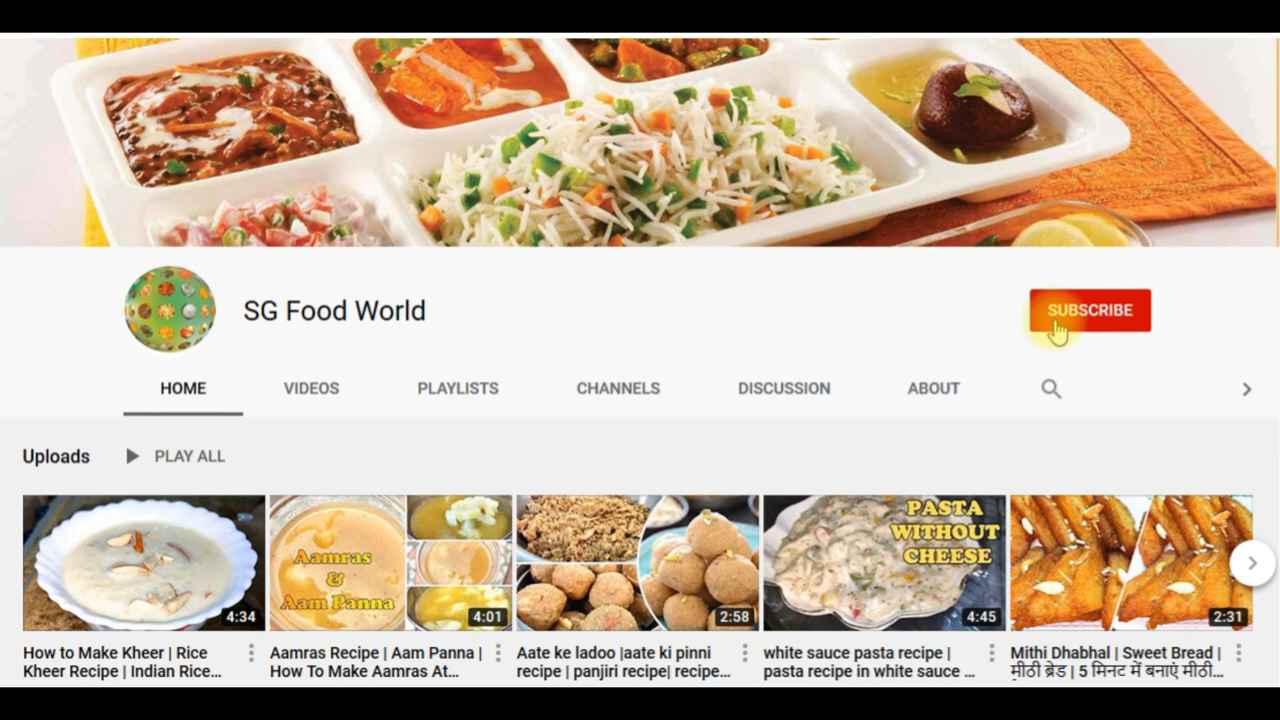 SG Food World
SUBSCRIBE
HOME
VIDEOS
PLAYLISTS
CHANNELS
DISCUSSION
ABOUT
Uploads
PLAY ALL
4:34
Aamras
&
Aam Panna
4:01
2:58
PASTA
WITHOUT
CHEESE
4:45
2:31
How to Make Kheer | Rice
Kheer Recipe | Indian Rice...
Aamras Recipe | Aam Panna |
How To Make Aamras At...
Aate ke ladoo |aate ki pinni
recipe | panjiri recipe| recipe...
white sauce pasta recipe |
pasta recipe in white sauce ...
Mithi Dhabhal | Sweet Bread |
मीठी ब्रेड | 5 मिनट में बनाएं मीठी...